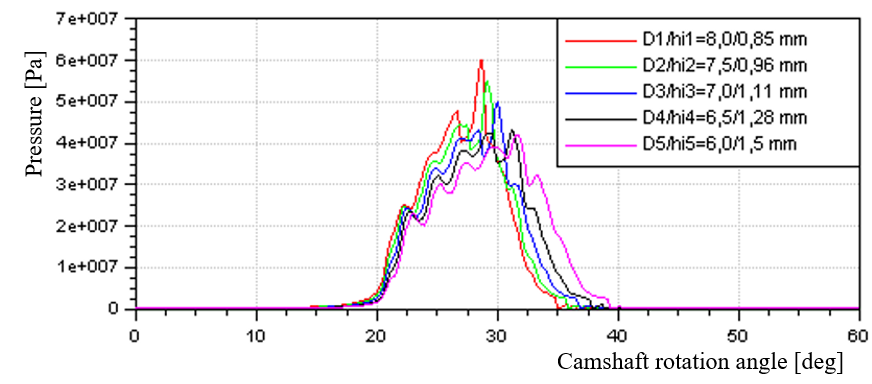 7e+007
6e+007
5e+007
4e+007
3e+007
2e+007
1e+007
0
Pressure [Pa]
D1/hi1=8,0/0,85 mm
D2/hi2=7,5/0,96 mm
D3/hi3=7,0/1,11 mm
D4/hi4=6,5/1,28 mm
D5/hi5=6,0/1,5 mm
0 10 20 30 40 50 60
Camshaft rotation angle [deg]